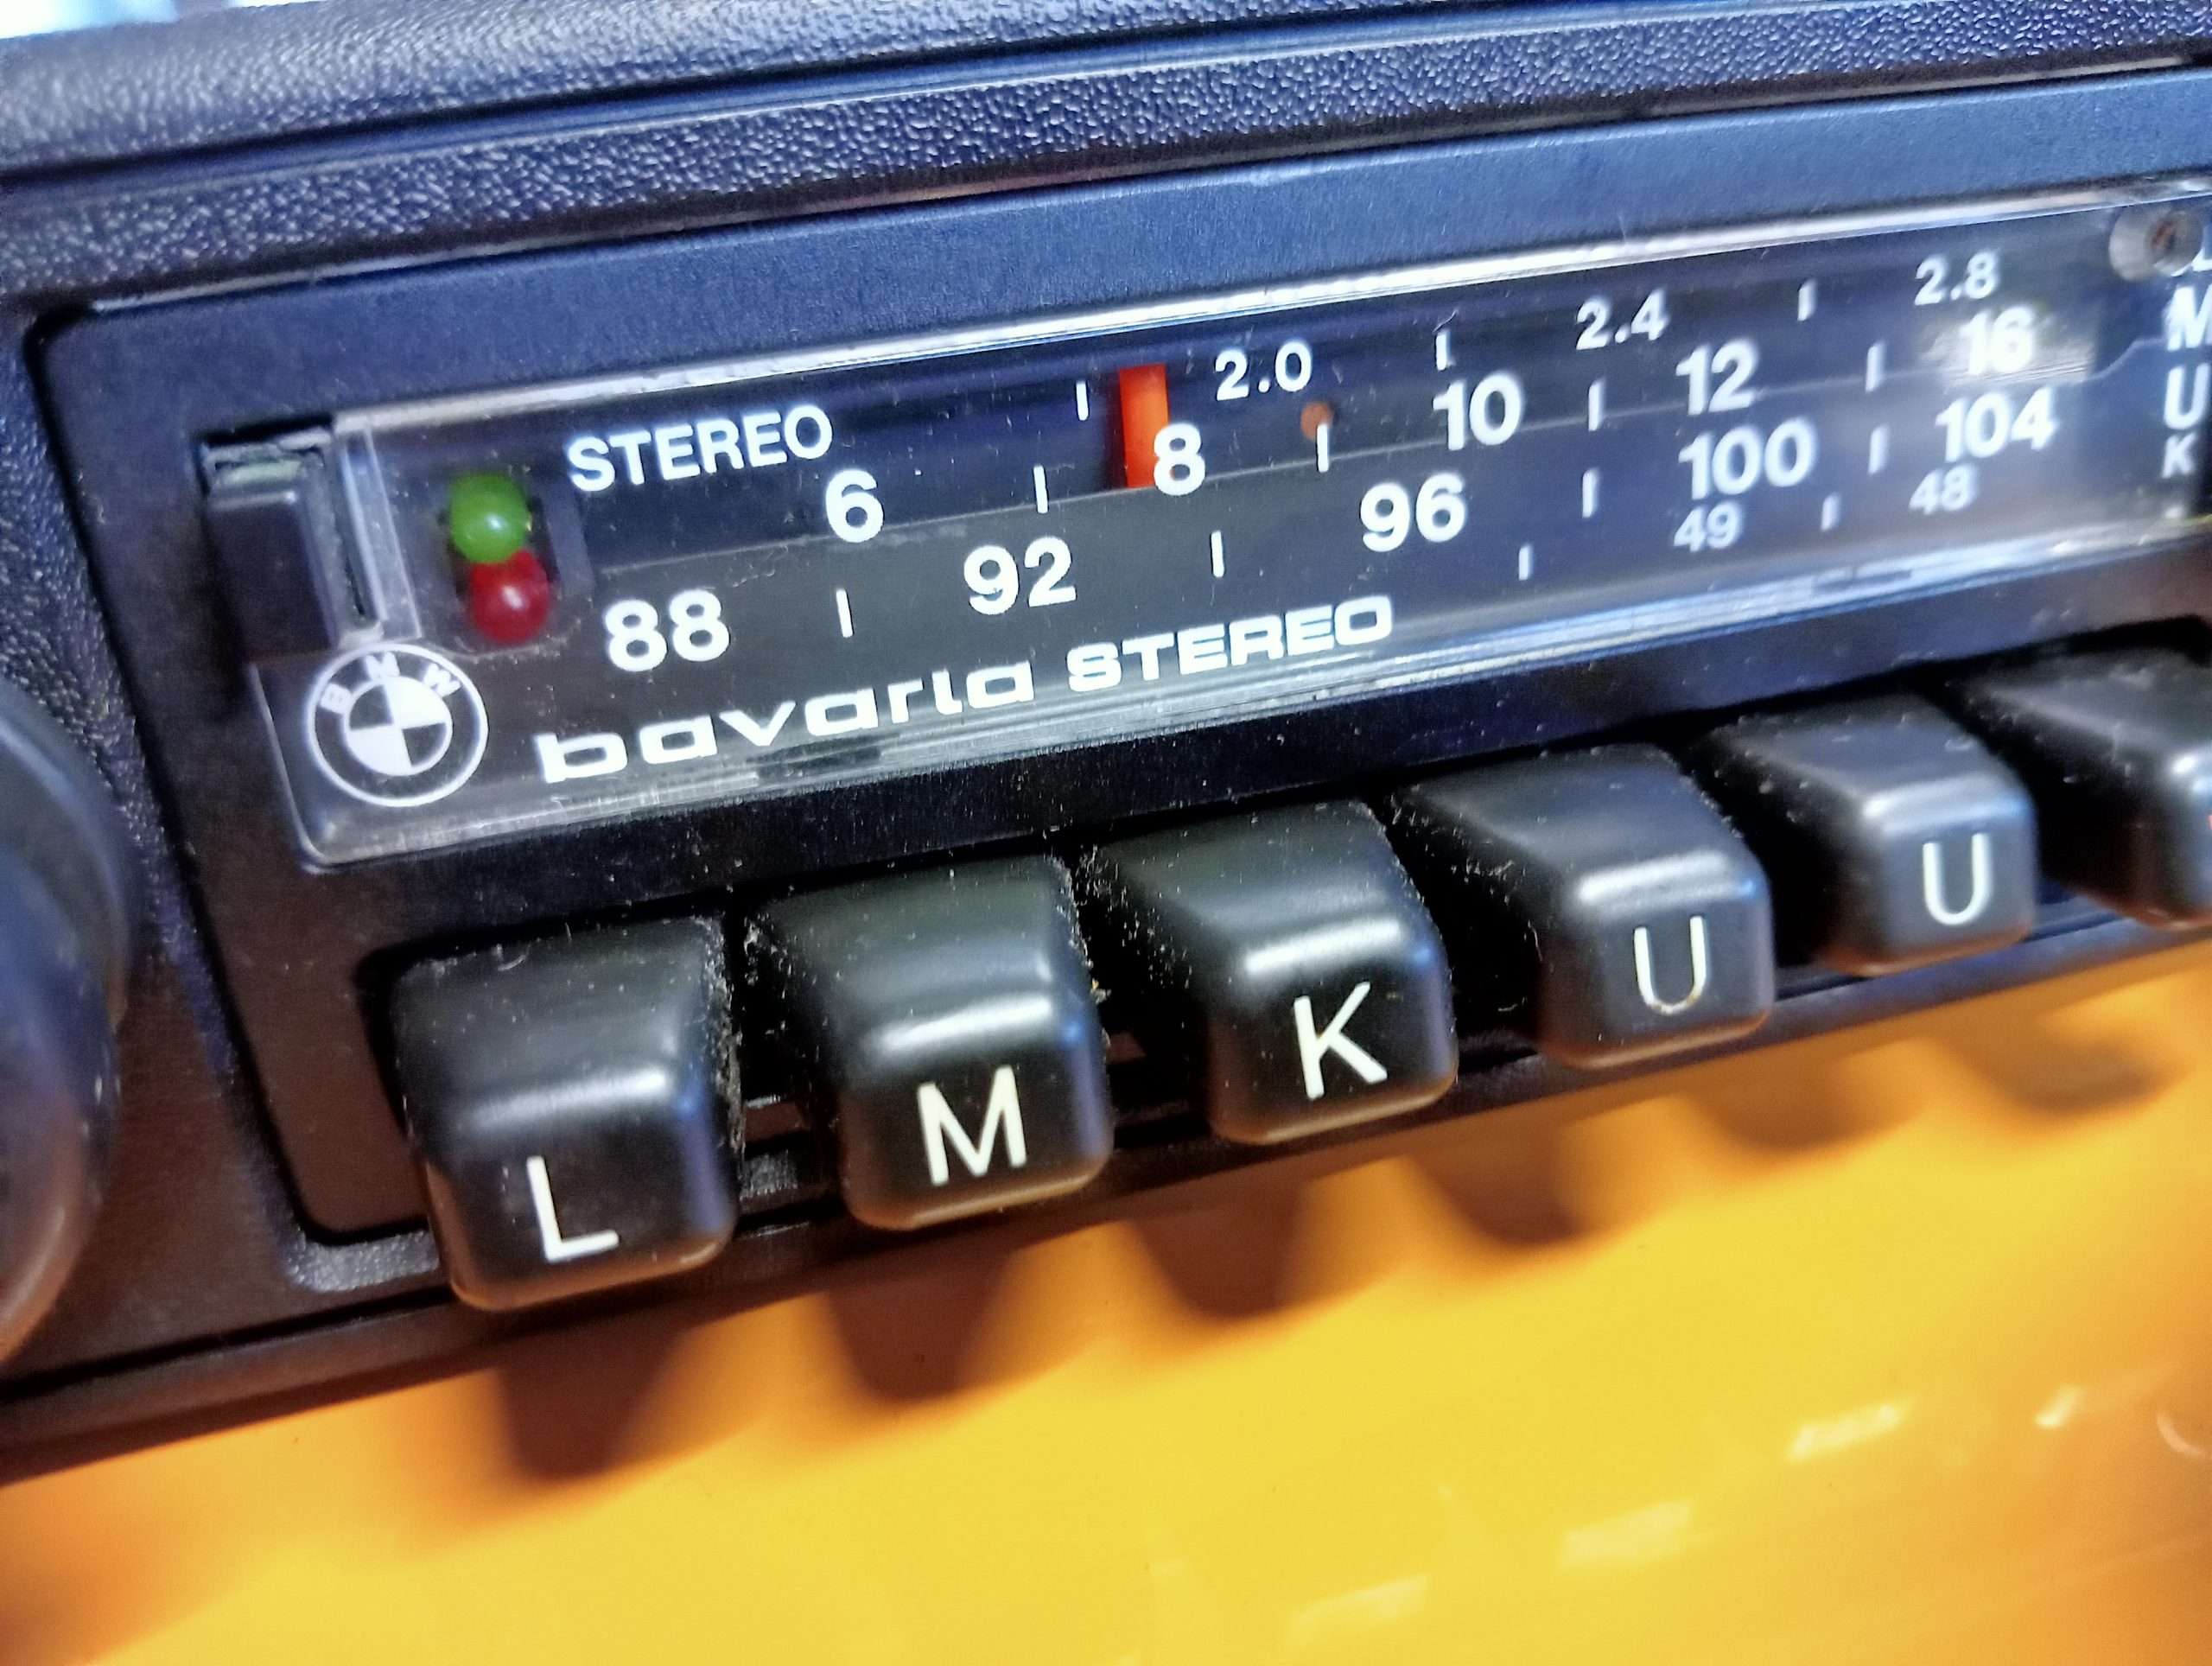 2.0 2.4 2.8
STEREO
6 8 10 12 16
M
88 92 96 100 104
U
49 48
K
BMW
bavaria STEREO
L M K U U